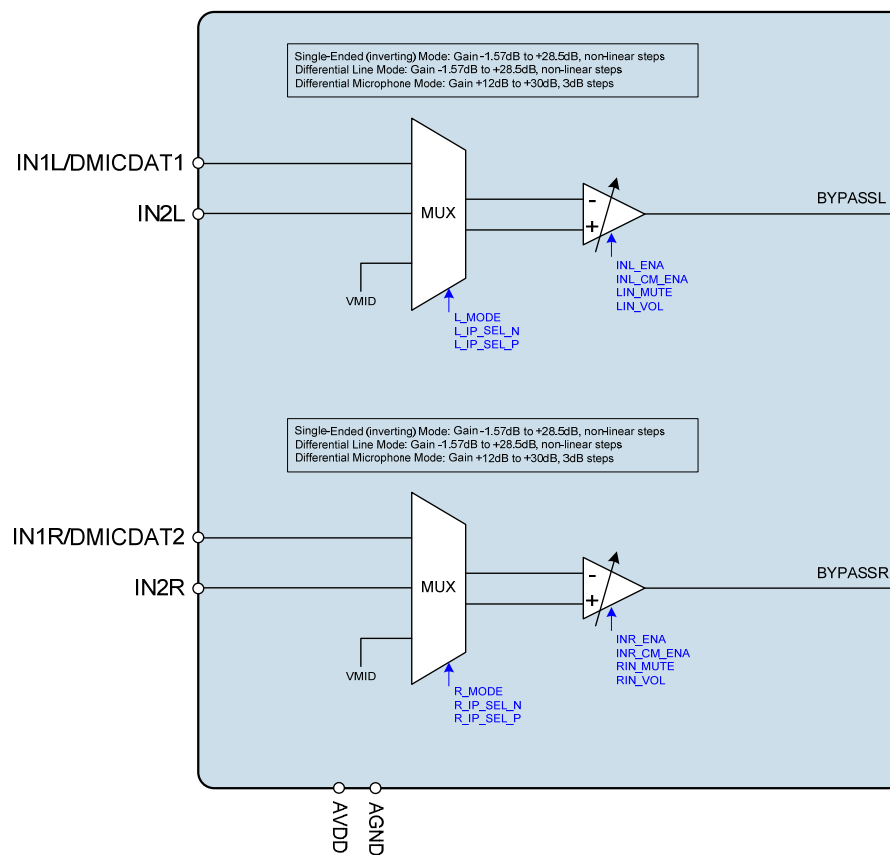 Single-Ended (inverting) Mode: Gain -1.57dB to +28.5dB, non-linear steps
Differential Line Mode: Gain -1.57dB to +28.5dB, non-linear steps
Differential Microphone Mode: Gain +12dB to +30dB, 3dB steps
IN1L/DMICDAT1
IN2L
MUX
-
+
BYPASSL
VMID
INL_ENA
INL_CM_ENA
LIN_MUTE
LIN_VOL
L_MODE
L_IP_SEL_N
L_IP_SEL_P
Single-Ended (inverting) Mode: Gain -1.57dB to +28.5dB, non-linear steps
Differential Line Mode: Gain -1.57dB to +28.5dB, non-linear steps
Differential Microphone Mode: Gain +12dB to +30dB, 3dB steps
IN1R/DMICDAT2
IN2R
MUX
-
+
BYPASSR
VMID
INR_ENA
INR_CM_ENA
RIN_MUTE
RIN_VOL
R_MODE
R_IP_SEL_N
R_IP_SEL_P
AVDD
AGND